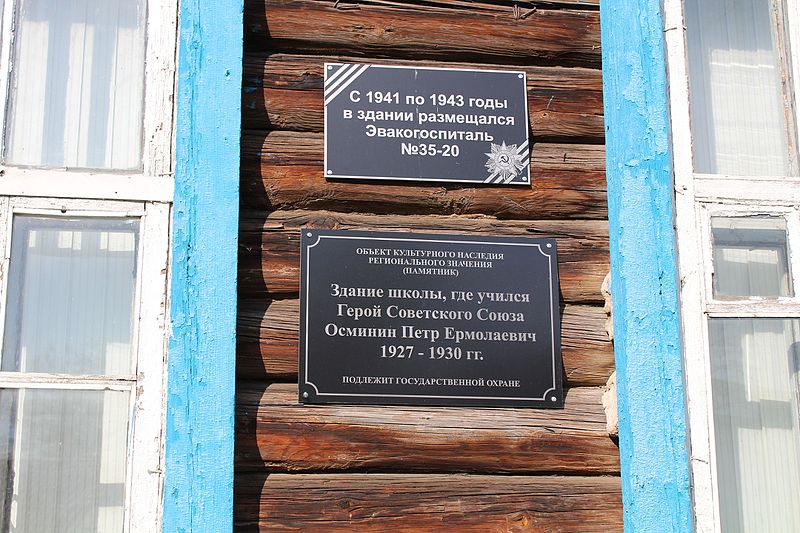 С 1941 по 1943 годы
в здании размещался
Эвакогоспиталь
№35-20
ОБЪЕКТ КУЛЬТУРНОГО НАСЛЕДИЯ
РЕГИОНАЛЬНОГО ЗНАЧЕНИЯ
(ПАМЯТНИК)
Здание школы, где учился
Герой Советского Союза
Осминин Петр Ермолаевич
1927 - 1930 гг.
ПОДЛЕЖИТ ГОСУДАРСТВЕННОЙ ОХРАНЕ